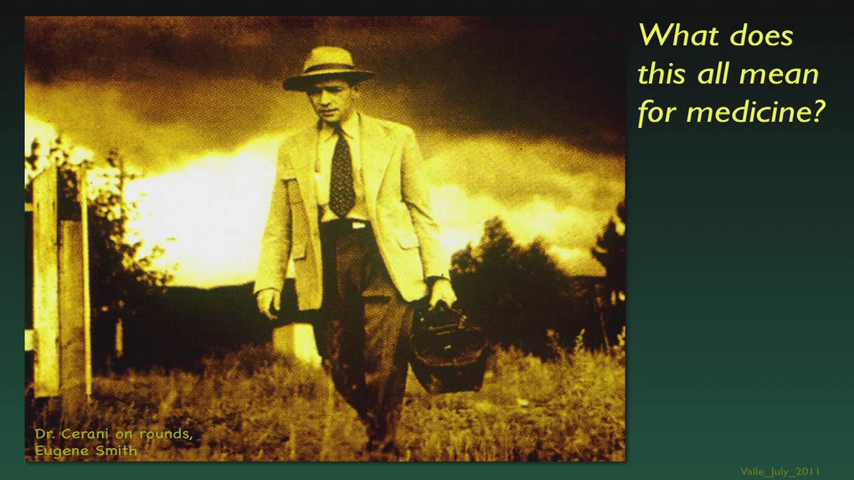 What does
this all mean
for medicine?
Dr. Cerani on rounds,
Eugene Smith
Valle_July_2011